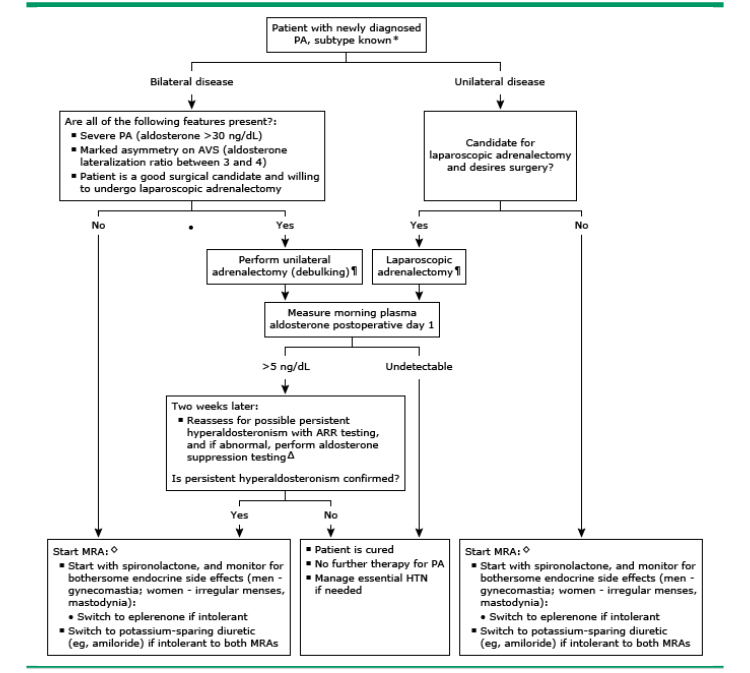 Patient with newly diagnosed
PA, subtype known*
Bilateral disease
Unilateral disease
Are all of the following features present?:
▪ Severe PA (aldosterone >30 ng/dL)
▪ Marked asymmetry on AVS (aldosterone
lateralization ratio between 3 and 4)
▪ Patient is a good surgical candidate and willing
to undergo laparoscopic adrenalectomy
Candidate for
laparoscopic adrenalectomy
and desires surgery?
No
•
Yes
Yes
No
Perform unilateral
adrenalectomy (debulking)¶
Laparoscopic
adrenalectomy¶
Measure morning plasma
aldosterone postoperative day 1
>5 ng/dL
Undetectable
Two weeks later:
▪ Reassess for possible persistent
hyperaldosteronism with ARR testing,
and if abnormal, perform aldosterone
suppression testingΔ
Is persistent hyperaldosteronism confirmed?
Yes
No
Start MRA:◇
▪ Start with spironolactone, and monitor for
bothersome endocrine side effects (men -
gynecomastia; women - irregular menses,
mastodynia):
• Switch to eplerenone if intolerant
▪ Switch to potassium-sparing diuretic
(eg, amiloride) if intolerant to both MRAs
▪ Patient is cured
▪ No further therapy for PA
▪ Manage essential HTN
if needed
Start MRA:◇
▪ Start with spironolactone, and monitor for
bothersome endocrine side effects (men -
gynecomastia; women - irregular menses,
mastodynia):
• Switch to eplerenone if intolerant
▪ Switch to potassium-sparing diuretic
(eg, amiloride) if intolerant to both MRAs